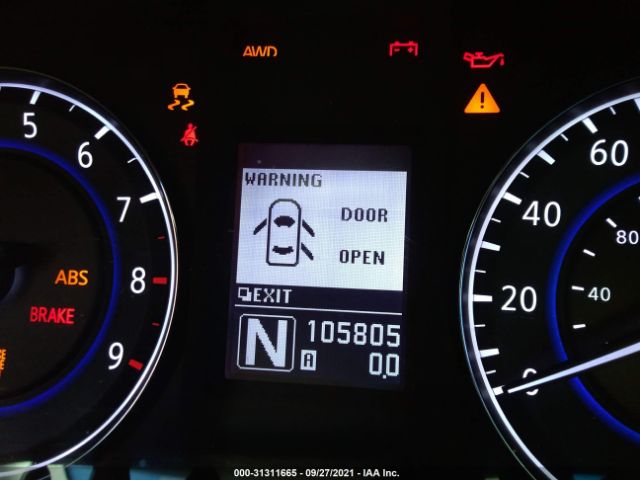 AWD
5
6
7
8
9
ABS
BRAKE
WARNING
DOOR
OPEN
EXIT
N
105805
A
0.0
60
40
20
0
80
40
000-31311665 - 09/27/2021 - IAA Inc.